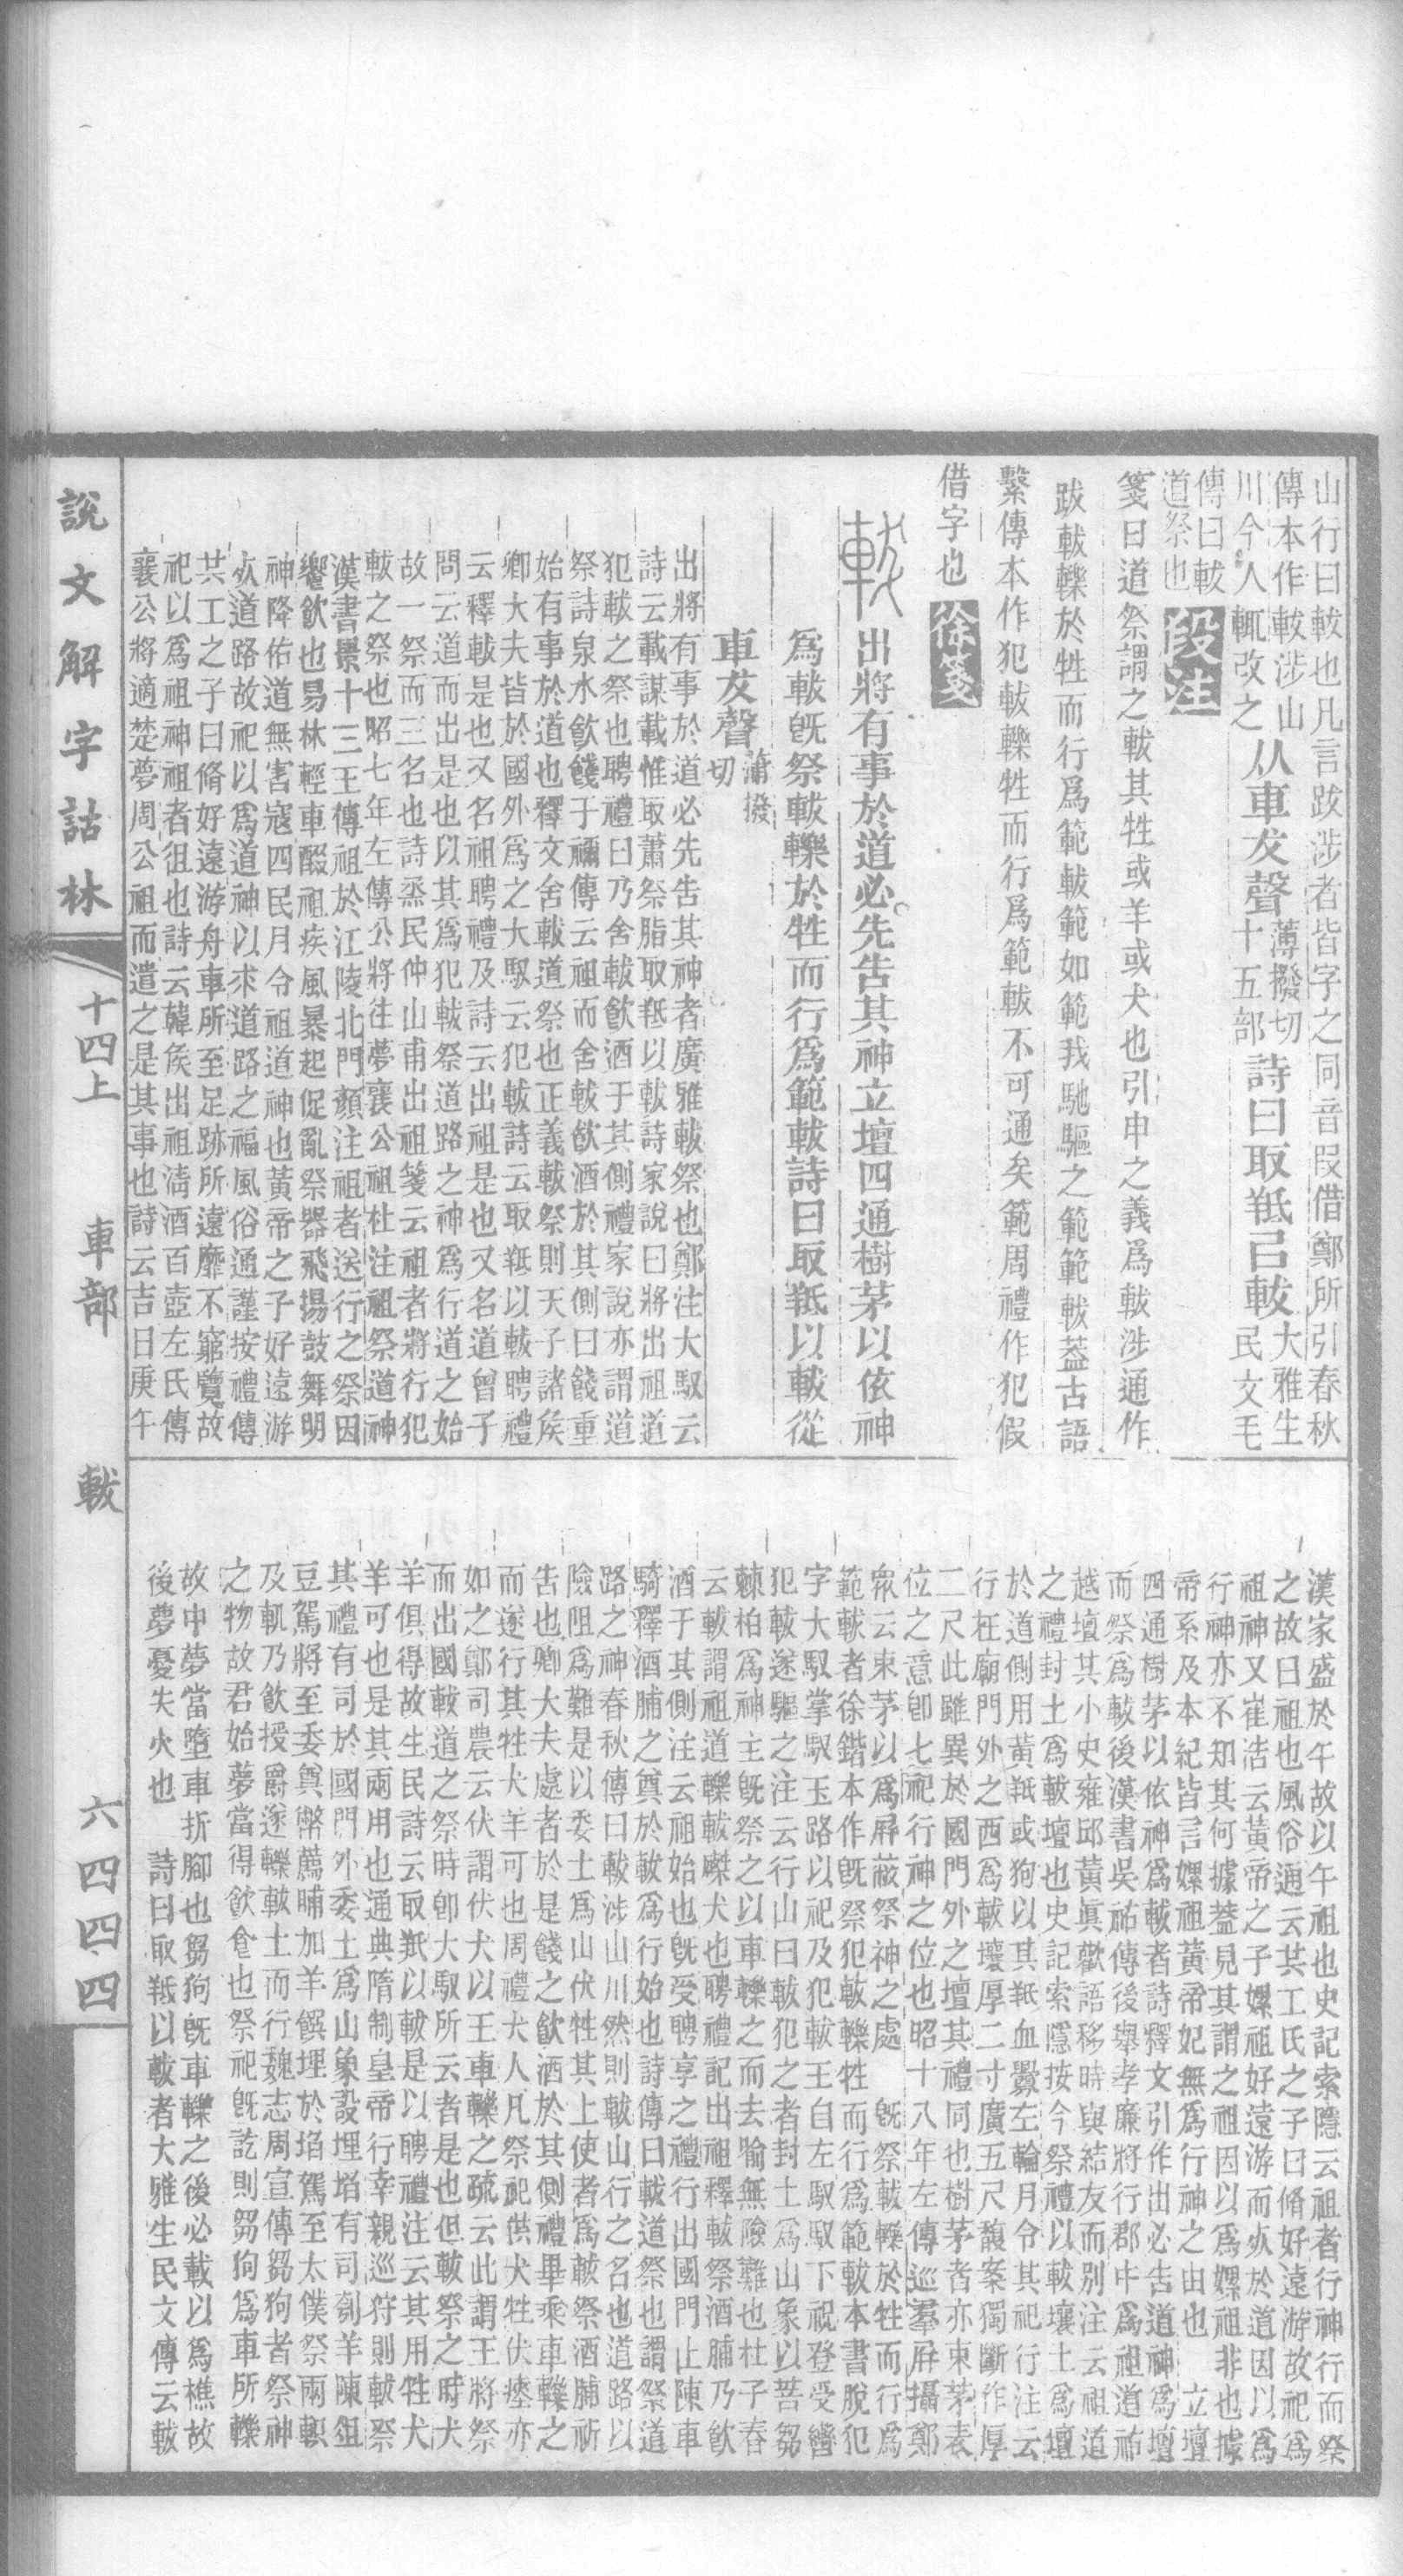 山行曰軷也凡言跋涉者皆字之同音叚借鄭所引春秋
傳本作軷涉山
川今人輒改之
从車犮聲
薄撥切
十五部
詩曰取羝㠯軷
大雅生
民文毛
傳曰軷
道祭也
段注
箋曰道祭謂之軷其牲或羊或犬也引申之義爲軷涉通作
跋軷轢於牲而行爲範軷範如範我馳驅之範範軷葢古語
繫傳本作犯軷轢牲而行爲範軷不可通矣範周禮作犯假
借字也
徐箋
軷
出將有事於道必先告其神立壇四通樹茅以依神
爲軷旣祭軷轢於牲而行爲範軷詩曰取羝以軷從
車犮聲
蒲撥
切
出將有事於道必先告其神者廣雅軷祭也鄭注大馭云
詩云載謀載惟取蕭祭脂取羝以軷詩家說曰將出祖道
犯軷之祭也聘禮曰乃舍軷飮酒于其側禮家說亦謂道
祭詩泉水飮餞于禰傳云祖而舍軷飮酒於其側曰餞重
始有事於道也釋文舍軷道祭也正義軷祭則天子諸矦
卿大夫皆於國外爲之大馭云犯軷詩云取羝以軷聘禮
云釋軷是也又名祖聘禮及詩云出祖是也又名道曾子
問云道而出是也以其爲犯軷祭道路之神爲行道之始
故一祭而三名也詩烝民仲山甫出祖箋云祖者將行犯
軷之祭也昭七年左傳公將往夢襄公祖杜注祖祭道神
漢書景十三王傳祖於江陵北門顏注祖者送行之祭因
饗飮也易林輕車醊祖疾風暴起促亂祭器飛揚鼓舞明
神降佑道無害寇四民月令祖道神也黃帝之子好遠游
死道路故祀以爲道神以求道路之福風俗通謹按禮傳
共工之子曰脩好遠游舟車所至足跡所遠靡不窮覽故
祀以爲祖神祖者徂也詩云韓矦出祖淸酒百壺左氏傳
襄公將適楚夢周公祖而遣之是其事也詩云吉日庚午
漢家盛於午故以午祖也史記索隱云祖者行神行而祭
之故曰祖也風俗通云共工氏之子曰脩好遠游故祀爲
祖神又崔浩云黃帝之子嫘祖好遠游而死於道因以爲
行神亦不知其何據葢見其謂之祖因以爲嫘祖非也據
帝系及本紀皆言嫘祖黃帝妃無爲行神之由也　立壇
四通樹茅以依神爲軷者詩釋文引作出必告道神爲壇
而祭爲軷後漢書吳祐傳後舉孝廉將行郡中爲祖道祐
越壇共小史雍邱黃眞歡語移時與結友而別注云祖道
之禮封土爲軷壇也史記索隱按今祭禮以軷壤土爲壇
於道側用黃羝或狗以其羝血釁左輪月令其祀行注云
行在廟門外之西爲軷壤厚二寸廣五尺馥案獨斷作厚
二尺此雖異於國門外之壇其禮同也樹茅者亦束茅表
位之意卽七祀行神之位也昭十八年左傳巡羣屏攝鄭
衆云束茅以爲屏蔽祭神之處　旣祭軷轢於牲而行爲
範軷者徐鍇本作旣祭犯軷轢牲而行爲範軷本書脫犯
字大馭掌馭玉路以祀及犯軷王自左馭馭下祝登受轡
犯軷遂驅之注云行山曰軷犯之者封土爲山象以菩芻
棘柏爲神主旣祭之以車轢之而去喻無險難也杜子春
云軷謂祖道轢軷磔犬也聘禮記出祖釋軷祭酒脯乃飮
酒于其側注云祖始也旣受聘享之禮行出國門止陳車
騎釋酒脯之奠於軷爲行始也詩傳曰軷道祭也謂祭道
路之神春秋傳曰軷涉山川然則軷山行之名也道路以
險阻爲難是以委土爲山伏牲其上使者爲軷祭酒脯祈
告也卿大夫處者於是餞之飮酒於其側禮畢乘車轢之
而遂行其牲犬羊可也周禮犬人凡祭祀供犬牲伏瘞亦
如之鄭司農云伏謂伏犬以王車轢之疏云此謂王將祭
而出國軷道之祭時卽大馭所云者是也但軷祭之時犬
羊俱得故生民詩云取羝以軷是以聘禮注云其用牲犬
羊可也是其兩用也通典隋制皇帝行幸親巡狩則軷祭
其禮有司於國門外委土爲山象設埋埳有司刳羊陳俎
豆駕將至委奠幣薦脯加羊饌埋於埳駕至太僕祭兩軹
及軓乃飮授爵遂轢軷土而行魏志周宣傳芻狗者祭神
之物故君始夢當得飮食也祭祀旣訖則芻狗爲車所轢
故中夢當墮車折腳也芻狗旣車轢之後必載以爲樵故
後夢憂失火也　詩曰取羝以軷者大雅生民文傳云軷
說文解字詁林
十四上
車部
軷
六四四四